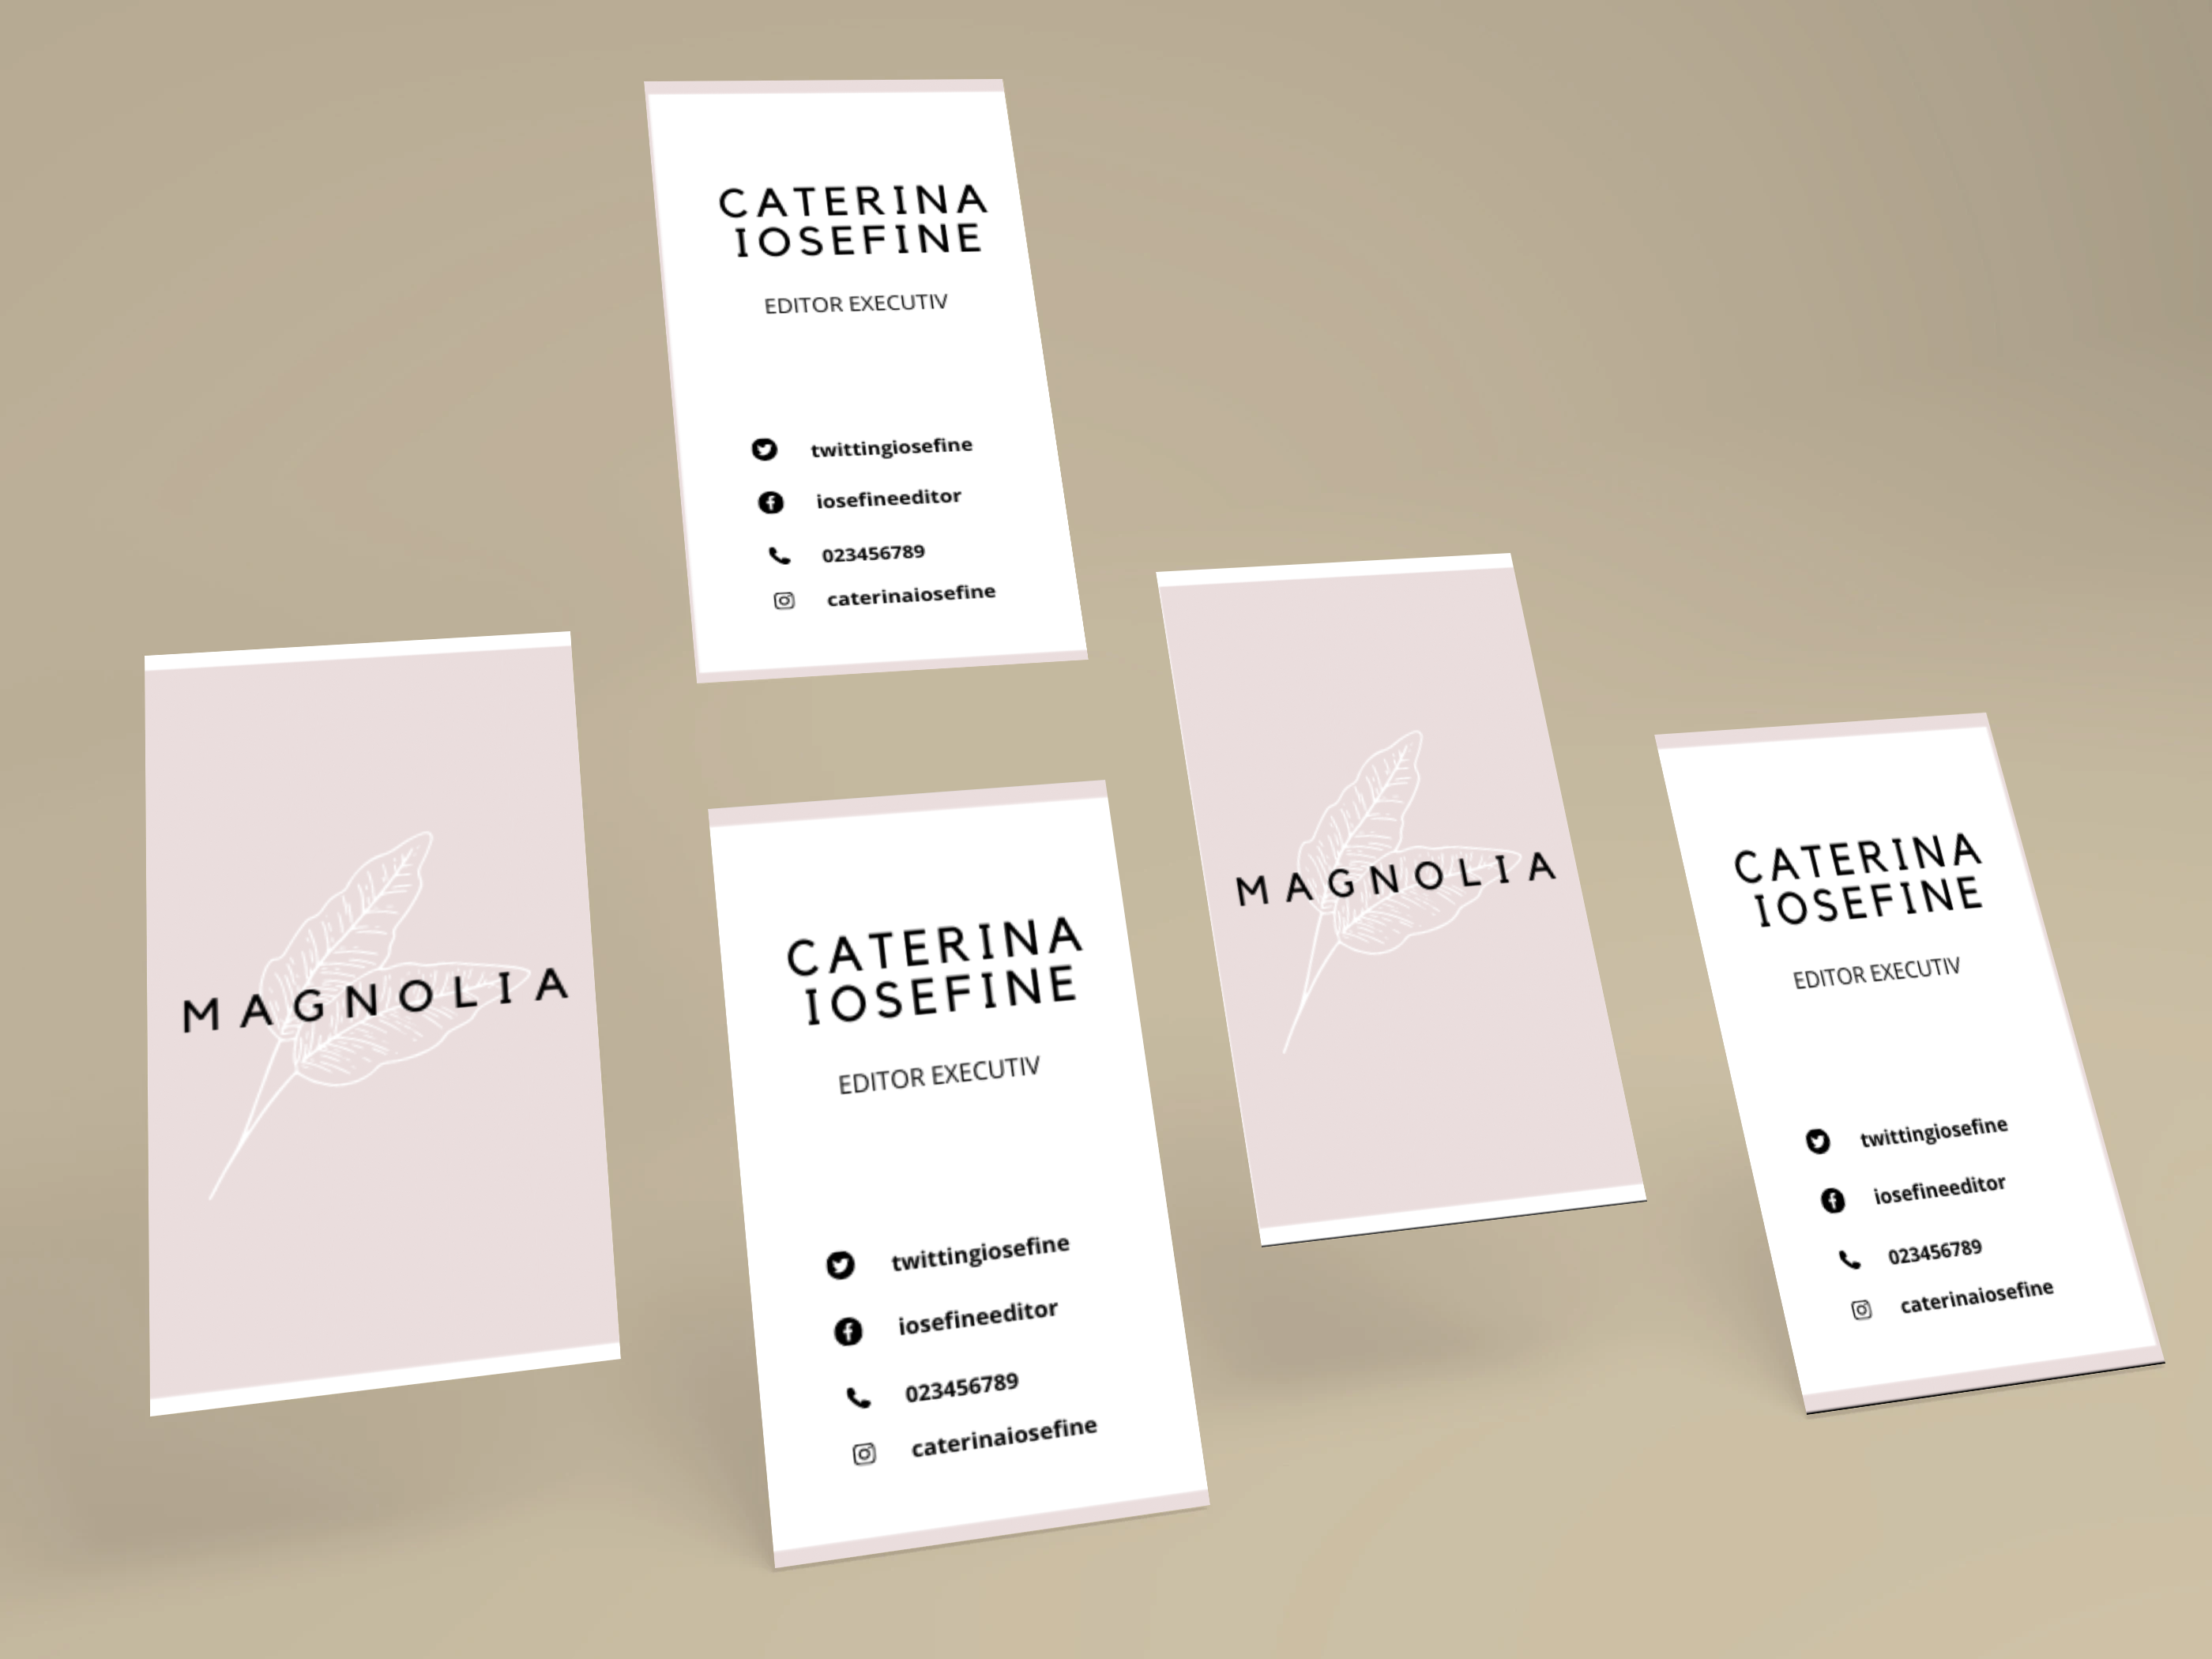 CATERINA
IOSEFINE
EDITOR EXECUTIV
twittingiosefine
iosefineeditor
023456789
caterinaiosefine
MAGNOLIA
CATERINA
IOSEFINE
EDITOR EXECUTIV
twittingiosefine
iosefineeditor
023456789
caterinaiosefine
MAGNOLIA
CATERINA
IOSEFINE
EDITOR EXECUTIV
twittingiosefine
iosefineeditor
023456789
caterinaiosefine